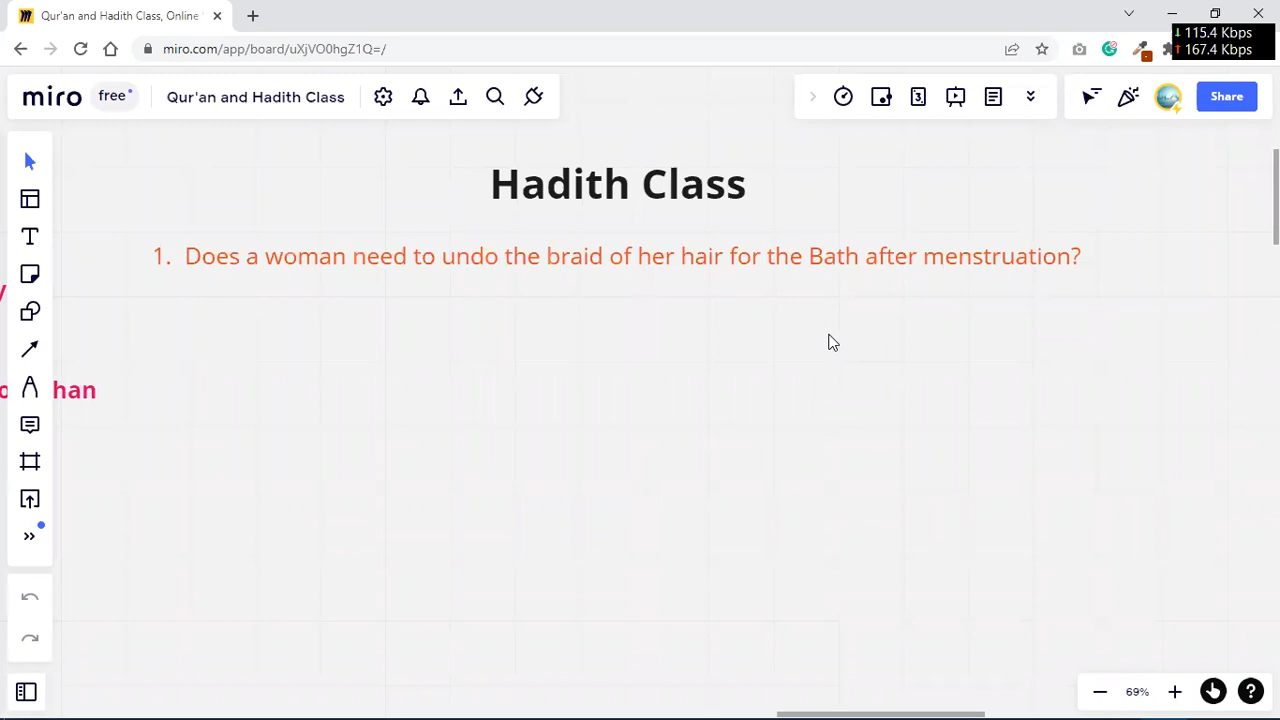 Qur'an and Hadith Class, Online
115.4 Kbps
167.4 Kbps
miro.com/app/board/uXjVO0hgZ1Q=/
miro free Qur'an and Hadith Class
Share
Hadith Class
1. Does a woman need to undo the braid of her hair for the Bath after menstruation?
han
69%